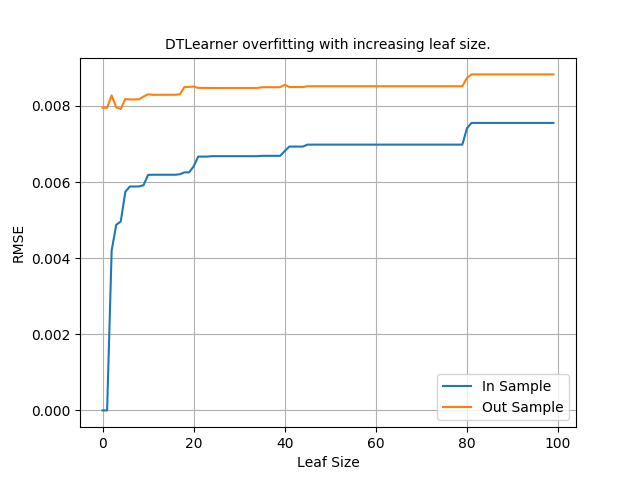 DTLearner overfitting with increasing leaf size.
RMSE
0.008
0.006
0.004
0.002
0.000
0 20 40 60 80 100
Leaf Size
In Sample
Out Sample